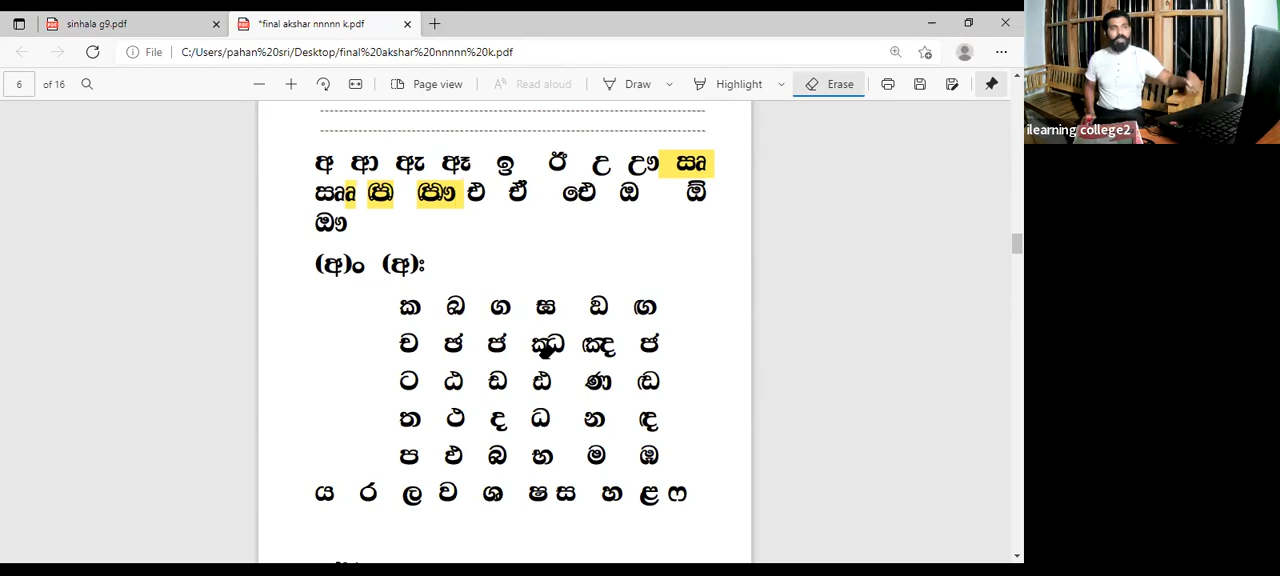 sinhala g9.pdf
*final akshar nnnnn k.pdf
File C:/Users/pahan%20sri/Desktop/final%20akshar%20nnnnn%20k.pdf
6 of 16 Page view Read aloud Draw Highlight Erase
ilearning college2
අ ආ ඇ ඈ ඉ ඊ උ ඌ ඍ
ඎ ඏ ඐ එ ඒ ඓ ඔ ඕ
ඖ
(අ)ං (අ)ඃ
ක ඛ ග ඝ ඞ ඟ
ච ඡ ජ ඣ ඤ ජ
ට ඨ ඩ ඪ ණ ඬ
ත ථ ද ධ න ඳ
ප ඵ බ භ ම ඹ
ය ර ල ව ශ ෂ ස හ ළ ෆ